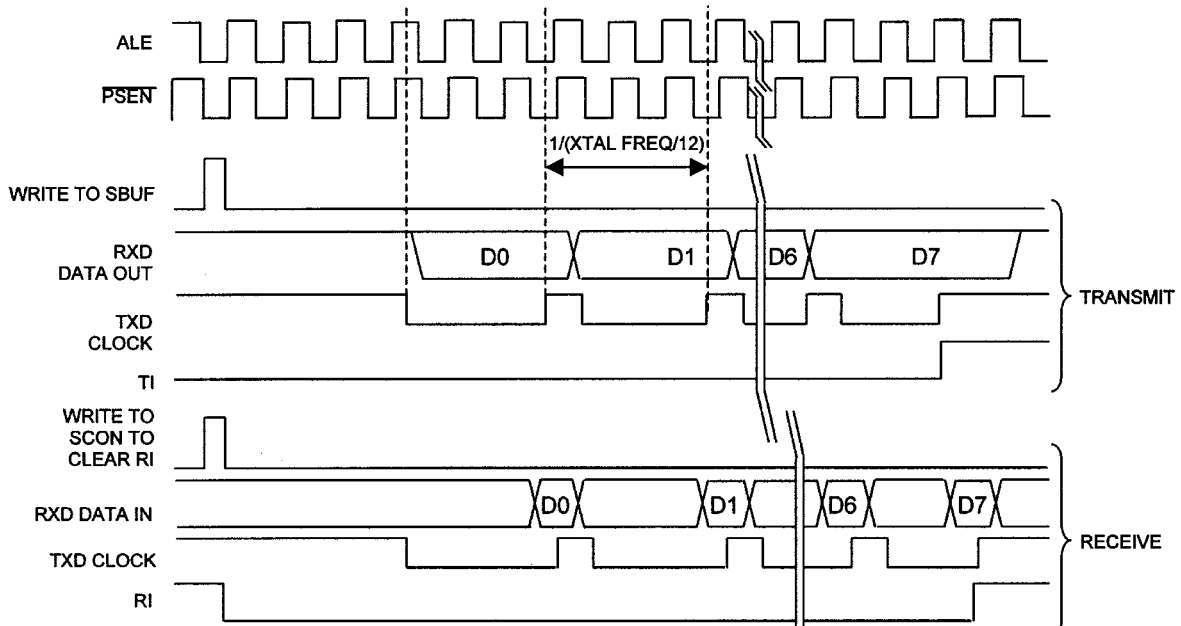 ALE
PSEN
1/(XTAL FREQ/12)
WRITE TO SBUF
RXD
DATA OUT
D0
D1
D6
D7
TXD
CLOCK
TI
TRANSMIT
WRITE TO
SCON TO
CLEAR RI
RXD DATA IN
D0
D1
D6
D7
TXD CLOCK
RI
RECEIVE